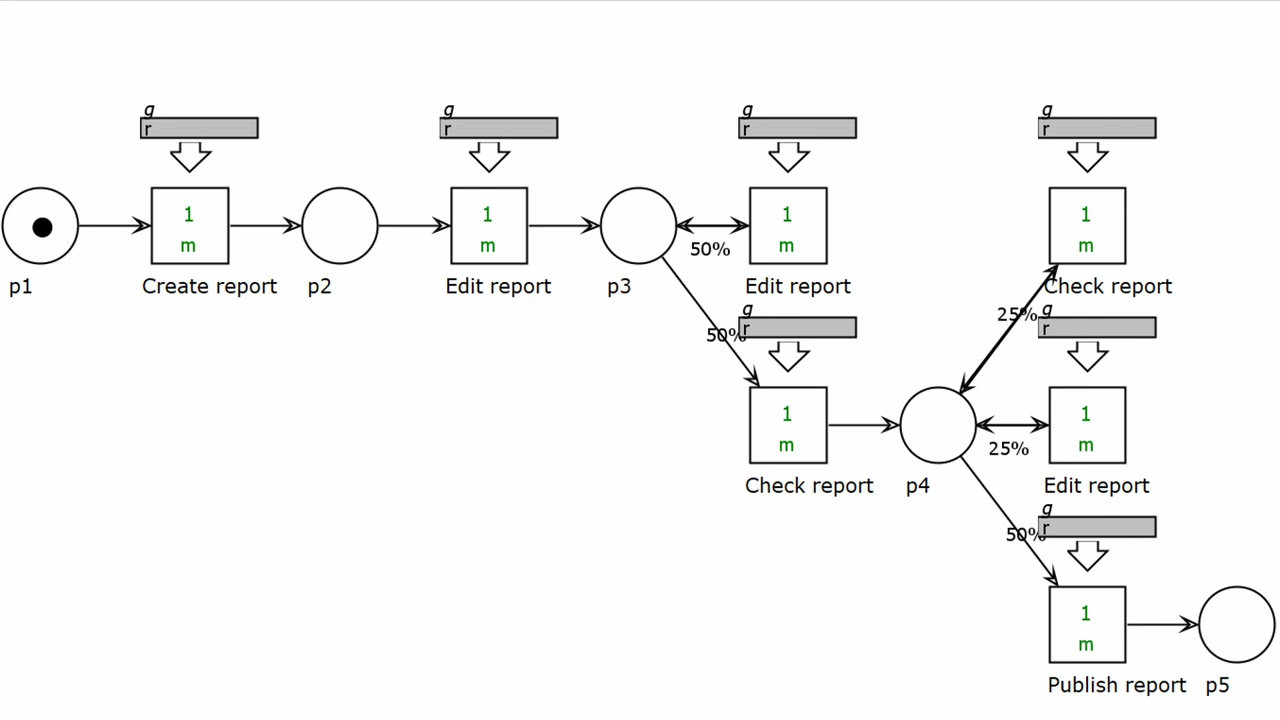 g
r
1
m
p1
Create report
p2
g
r
1
m
Edit report
p3
g
r
1
m
50%
Edit report
g
r
1
m
Check report
50%
g
r
1
m
Check report
p4
25%
g
r
1
m
25%
Edit report
50%
g
r
1
m
Publish report
p5